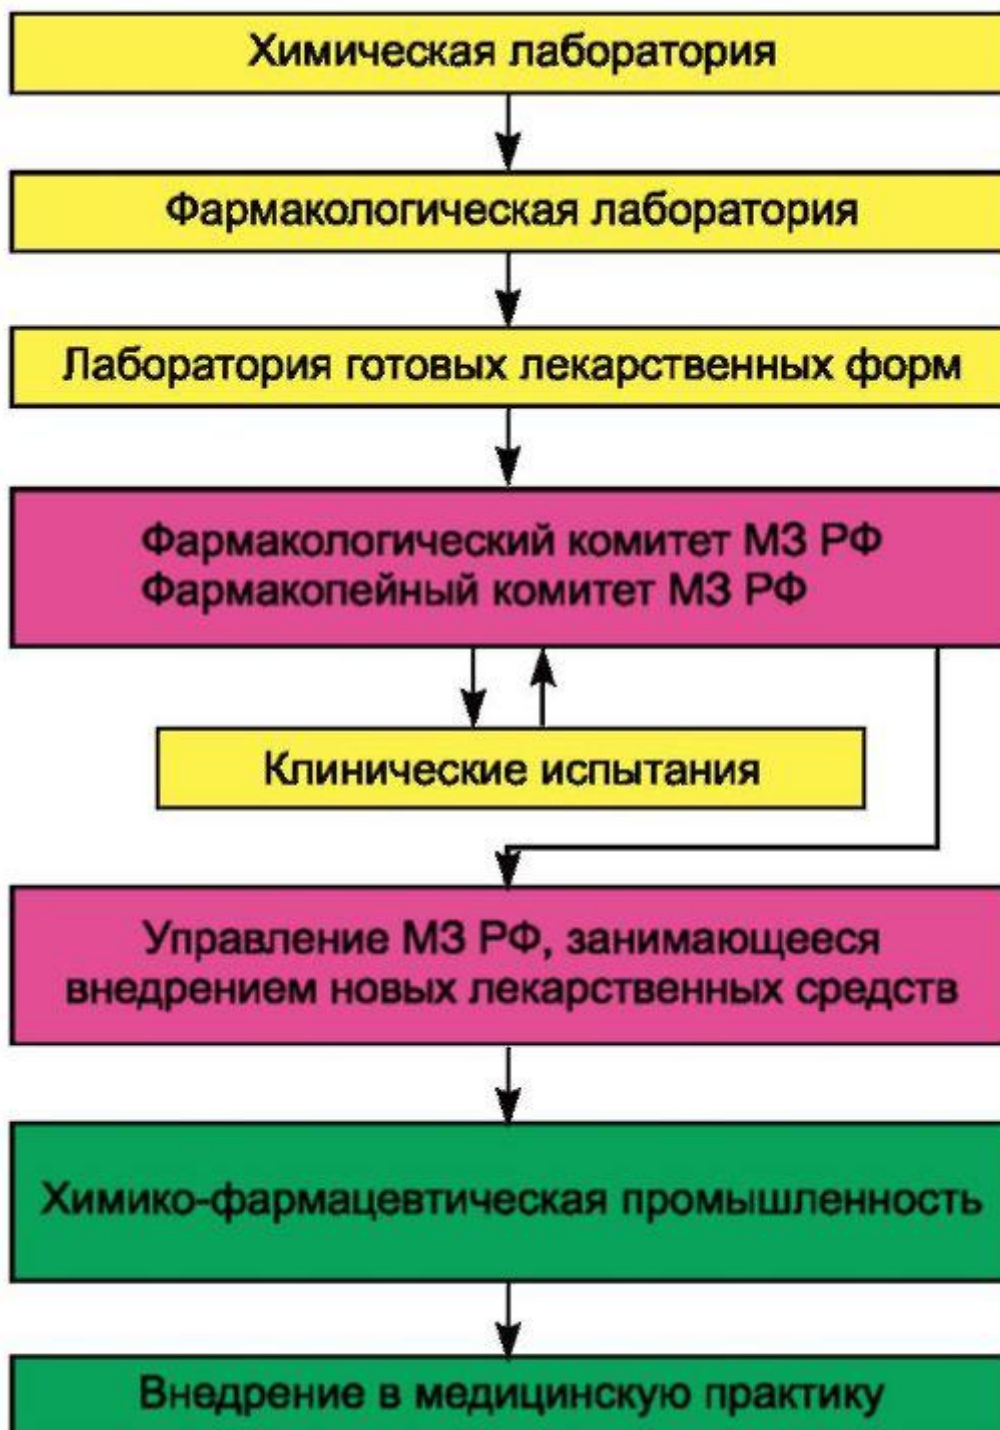 Химическая лаборатория
Фармакологическая лаборатория
Лаборатория готовых лекарственных форм
Фармакологический комитет МЗ РФ
Фармакопейный комитет МЗ РФ
Клинические испытания
Управление МЗ РФ, занимающееся
внедрением новых лекарственных средств
Химико-фармацевтическая промышленность
Внедрение в медицинскую практику